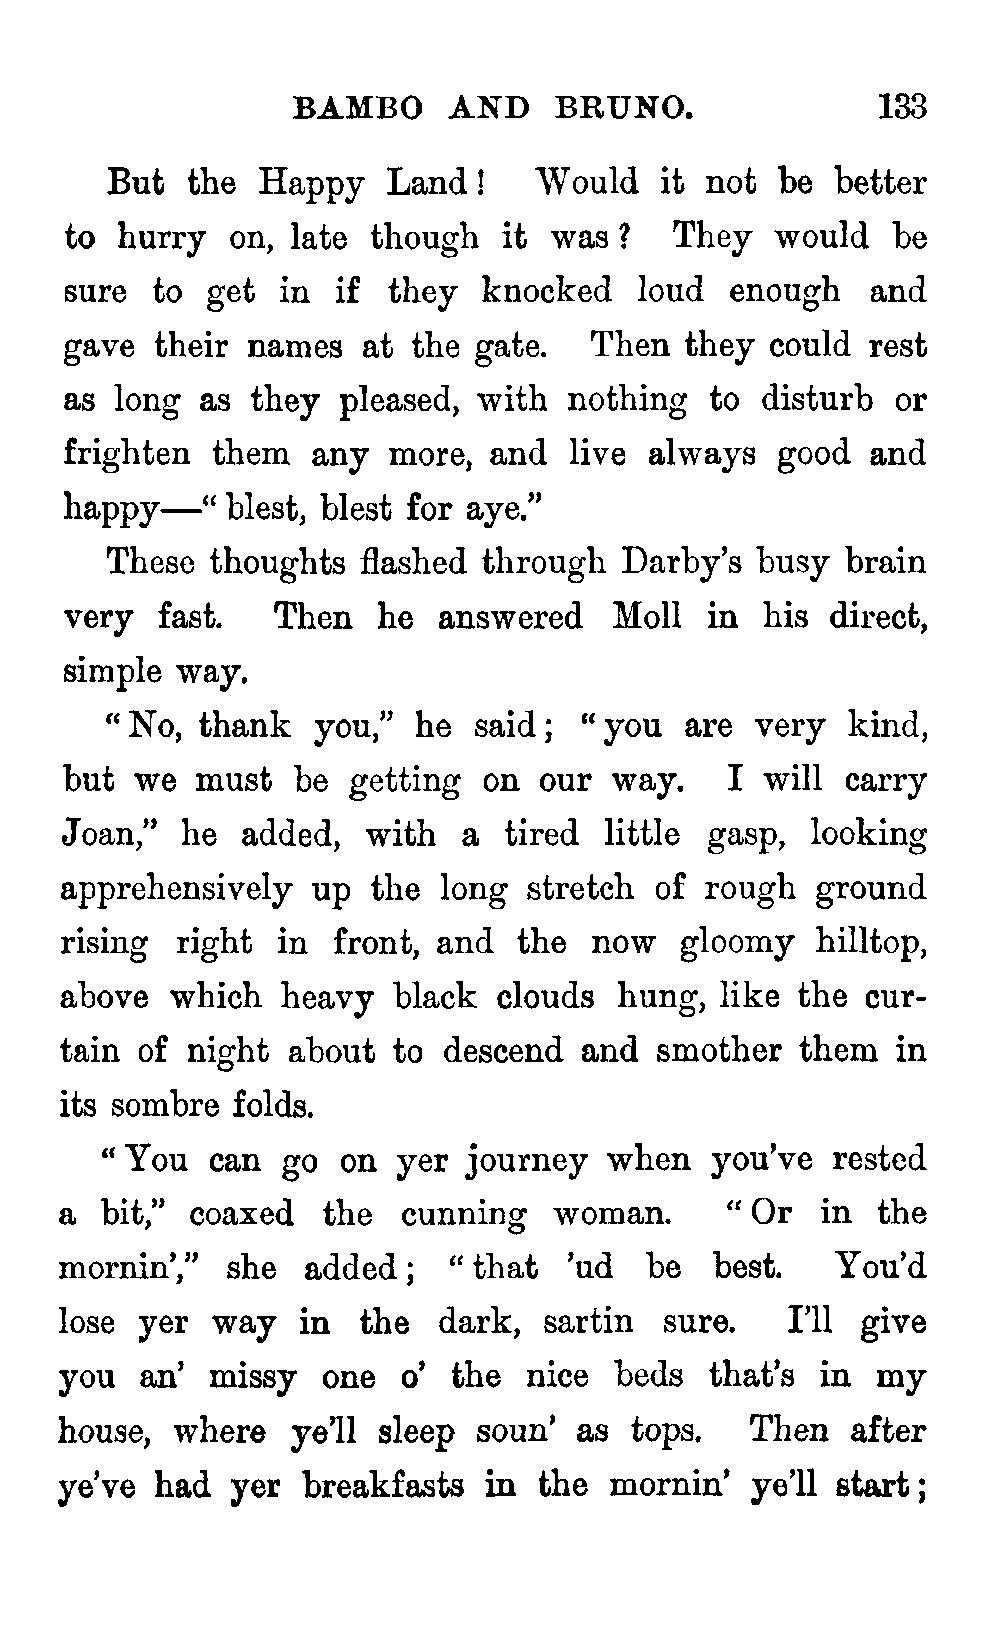 BAMBO AND BRUNO. 133
But the Happy Land! Would it not be better
to hurry on, late though it was? They would be
sure to get in if they knocked loud enough and
gave their names at the gate. Then they could rest
as long as they pleased, with nothing to disturb or
frighten them any more, and live always good and
happy—“blest, blest for aye.”
These thoughts flashed through Darby’s busy brain
very fast. Then he answered Moll in his direct,
simple way.
“No, thank you,” he said; “you are very kind,
but we must be getting on our way. I will carry
Joan,” he added, with a tired little gasp, looking
apprehensively up the long stretch of rough ground
rising right in front, and the now gloomy hilltop,
above which heavy black clouds hung, like the cur-
tain of night about to descend and smother them in
its sombre folds.
“You can go on yer journey when you’ve rested
a bit,” coaxed the cunning woman. “Or in the
mornin’,” she added; “that ’ud be best. You’d
lose yer way in the dark, sartin sure. I’ll give
you an’ missy one o’ the nice beds that’s in my
house, where ye’ll sleep soun’ as tops. Then after
ye’ve had yer breakfasts in the mornin’ ye’ll start;